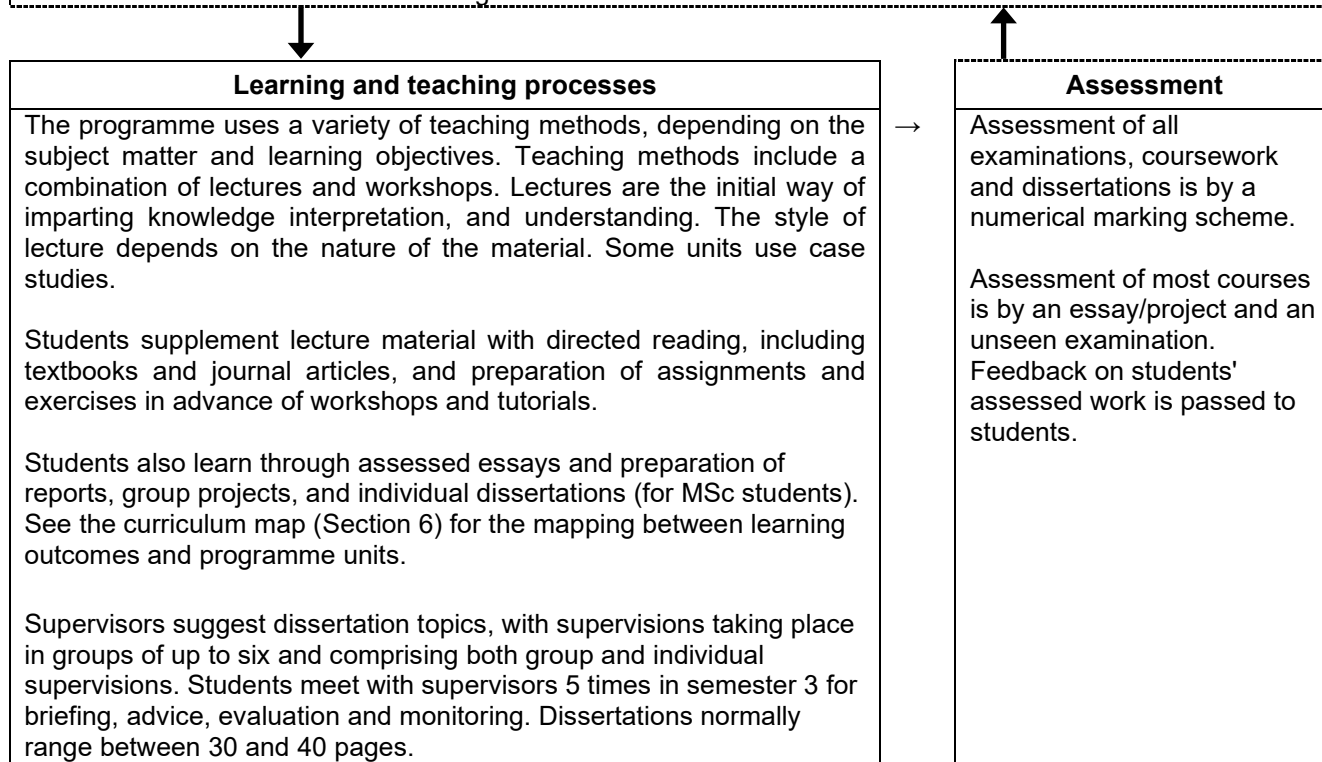 Learning and teaching processes
The programme uses a variety of teaching methods, depending on the
subject matter and learning objectives. Teaching methods include a
combination of lectures and workshops. Lectures are the initial way of
imparting knowledge interpretation, and understanding. The style of
lecture depends on the nature of the material. Some units use case
studies.
Students supplement lecture material with directed reading, including
textbooks and journal articles, and preparation of assignments and
exercises in advance of workshops and tutorials.
Students also learn through assessed essays and preparation of
reports, group projects, and individual dissertations (for MSc students).
See the curriculum map (Section 6) for the mapping between learning
outcomes and programme units.
Supervisors suggest dissertation topics, with supervisions taking place
in groups of up to six and comprising both group and individual
supervisions. Students meet with supervisors 5 times in semester 3 for
briefing, advice, evaluation and monitoring. Dissertations normally
range between 30 and 40 pages.
→
Assessment
Assessment of all
examinations, coursework
and dissertations is by a
numerical marking scheme.
Assessment of most courses
is by an essay/project and an
unseen examination.
Feedback on students'
assessed work is passed to
students.